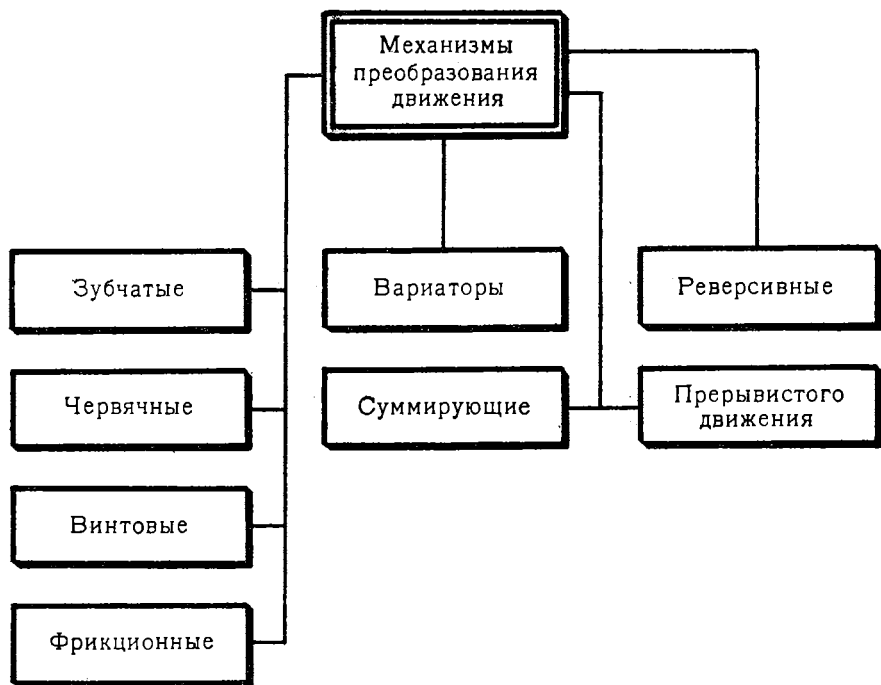 Механизмы
преобразования
движения
Зубчатые
Вариаторы
Реверсивные
Червячные
Суммирующие
Прерывистого
движения
Винтовые
Фрикционные